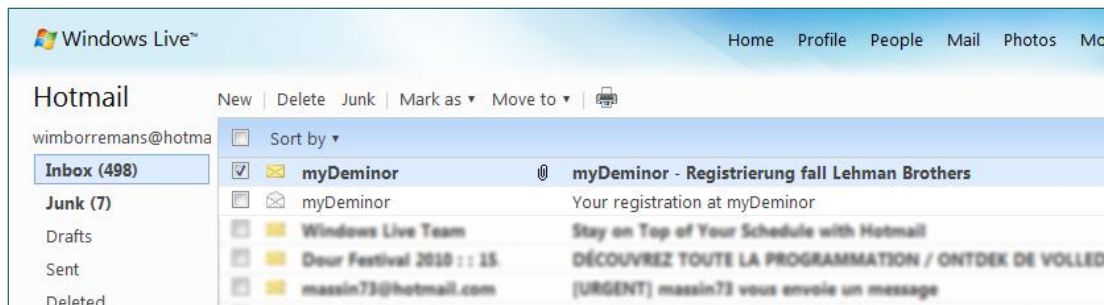 Windows Live™ Home Profile People Mail Photos Mo
Hotmail New | Delete Junk | Mark as ▾ Move to ▾ |
wimborremans@hotma Sort by ▾
Inbox (498) myDeminor myDeminor - Registrierung fall Lehman Brothers
Junk (7) myDeminor Your registration at myDeminor
Drafts Windows Live Team Stay on Top of Your Schedule with Hotmail
Sent Dour Festival 2010 : : 15. DÉCOUVREZ TOUTE LA PROGRAMMATION / ONTDEK DE VOLLED
Deleted massin73@hotmail.com [URGENT] massin73 vous envoie un message